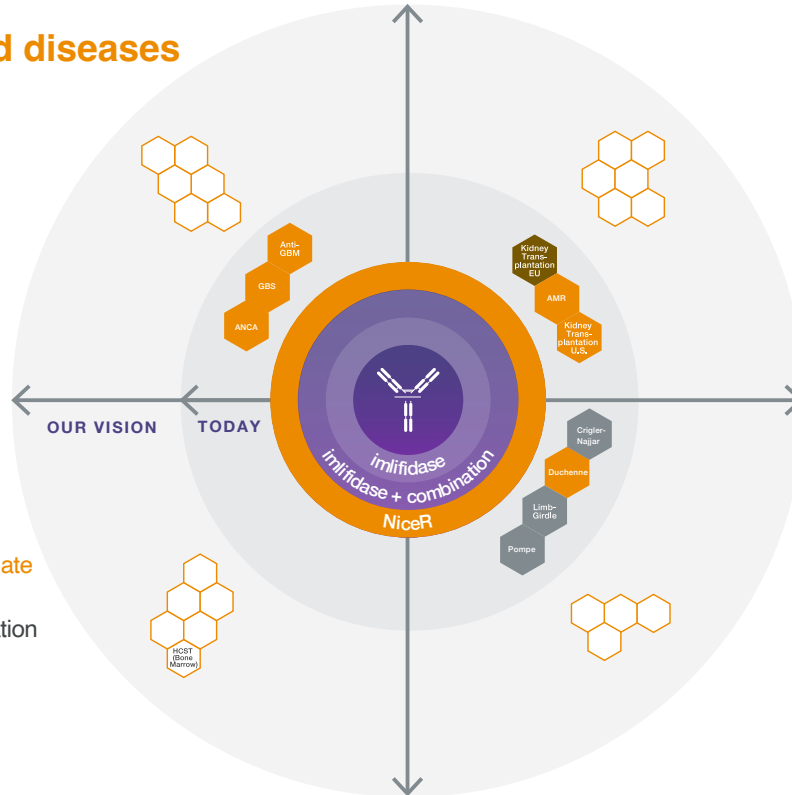 d diseases
Anti-
GBM
GBS
ANCA
Kidney
Trans-
plantation
EU
AMR
Kidney
Trans-
plantation
U.S.
OUR VISION
TODAY
imlifidase
imlifidase + combination
NiceR
Crigler-
Najjar
Duchenne
Limb-
Girdle
Pompe
ate
ation
HCST
(Bone
Marrow)